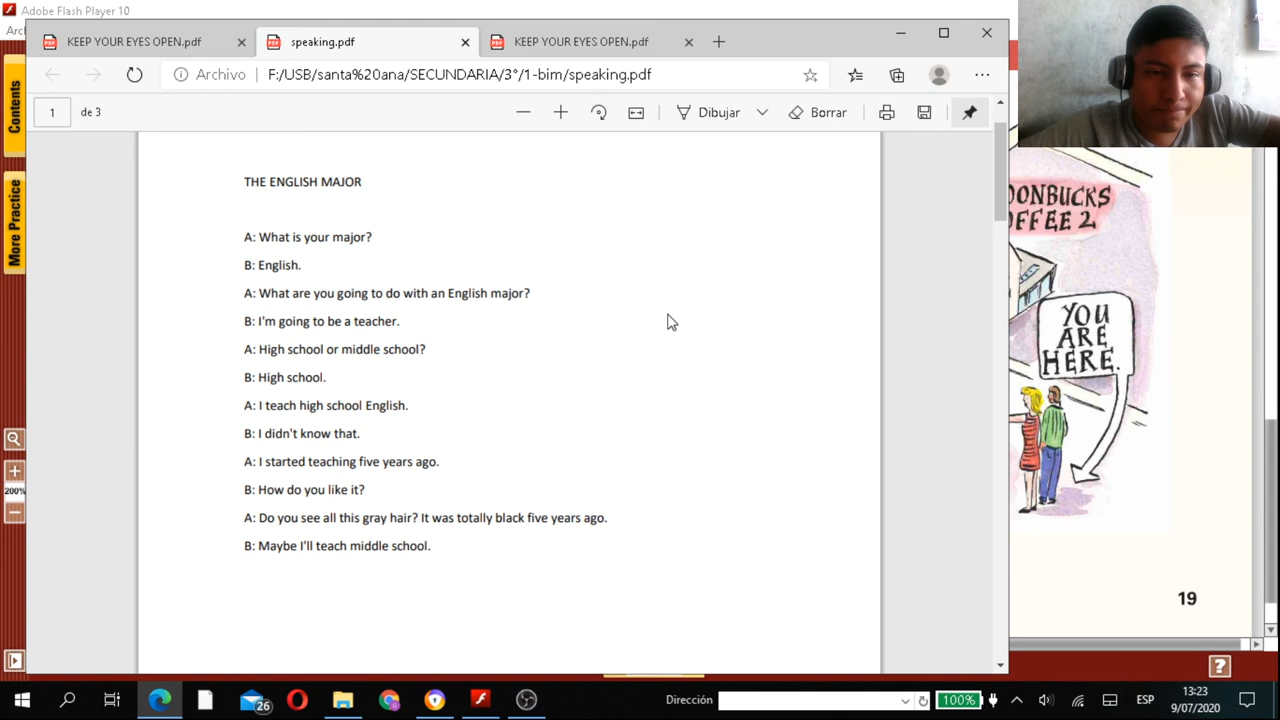 Adobe Flash Player 10
KEEP YOUR EYES OPEN.pdf
speaking.pdf
KEEP YOUR EYES OPEN.pdf
Archivo
F:/USB/santa%20ana/SECUNDARIA/3°/1-bim/speaking.pdf
1 de 3
Dibujar
Borrar
Contents
More Practice
200%
THE ENGLISH MAJOR
A: What is your major?
B: English.
A: What are you going to do with an English major?
B: I'm going to be a teacher.
A: High school or middle school?
B: High school.
A: I teach high school English.
B: I didn't know that.
A: I started teaching five years ago.
B: How do you like it?
A: Do you see all this gray hair? It was totally black five years ago.
B: Maybe I'll teach middle school.
YOU
ARE
HERE.
19
?
26
Dirección
100%
ESP
13:23
9/07/2020